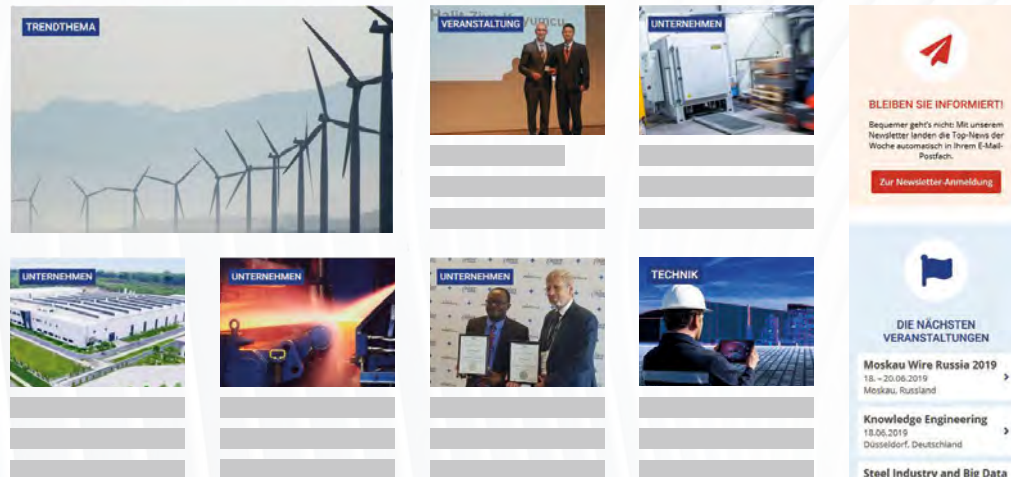 TRENDTHEMA
VERANSTALTUNG
UNTERNEHMEN
UNTERNEHMEN
UNTERNEHMEN
UNTERNEHMEN
TECHNIK
BLEIBEN SIE INFORMIERT!
Bequemer geht's nicht: Mit unserem
Newsletter landen die Top-News der
Woche automatisch in Ihrem E-Mail-
Postfach.
Zur Newsletter-Anmeldung
DIE NÄCHSTEN
VERANSTALTUNGEN
Moskau Wire Russia 2019
18. – 20.06.2019
Moskau, Russland
Knowledge Engineering
18.06.2019
Düsseldorf, Deutschland
Steel Industry and Big Data